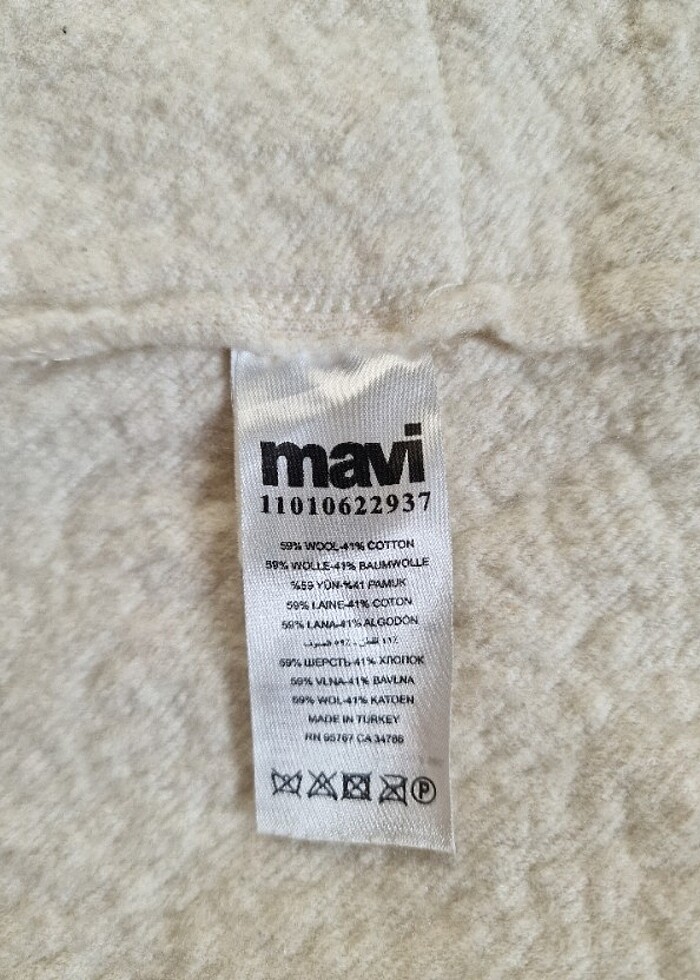 mavi
11010622937
59% WOOL-41% COTTON
59% WOLLE-41% BAUMWOLLE
%59 YÜN-%41 PAMUK
59% LAINE-41% COTON
59% LANA-41% ALGODÓN
59% ШЕРСТЬ-41% ХЛОПОК
59% VLNA-41% BAVLNA
59% WOL-41% KATOEN
MADE IN TURKEY
RN 95767 CA 34786
P